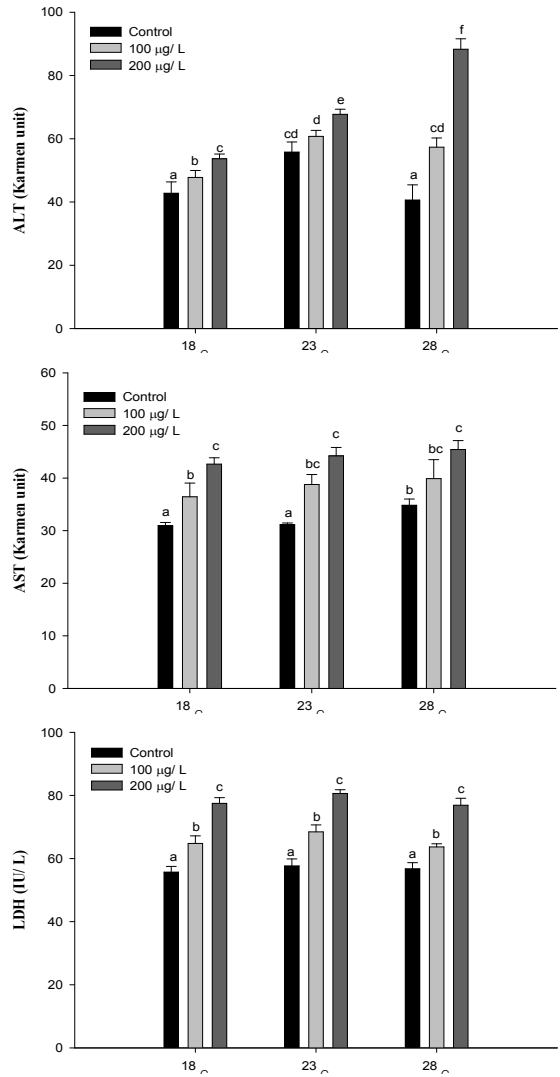 100
Control
100 μg/ L
200 μg/ L
f
80
e
d
cd
cd
60
c
b
a
a
40
20
0
ALT (Karmen unit)
18 C
23 C
28 C
60
Control
100 μg/ L
200 μg/ L
50
c
c
c
bc
bc
b
b
40
a
a
30
20
10
0
AST (Karmen unit)
18 C
23 C
28 C
100
Control
100 μg/ L
200 μg/ L
80
c
c
c
b
b
b
60
a
a
a
40
20
0
LDH (IU/ L)
18 C
23 C
28 C